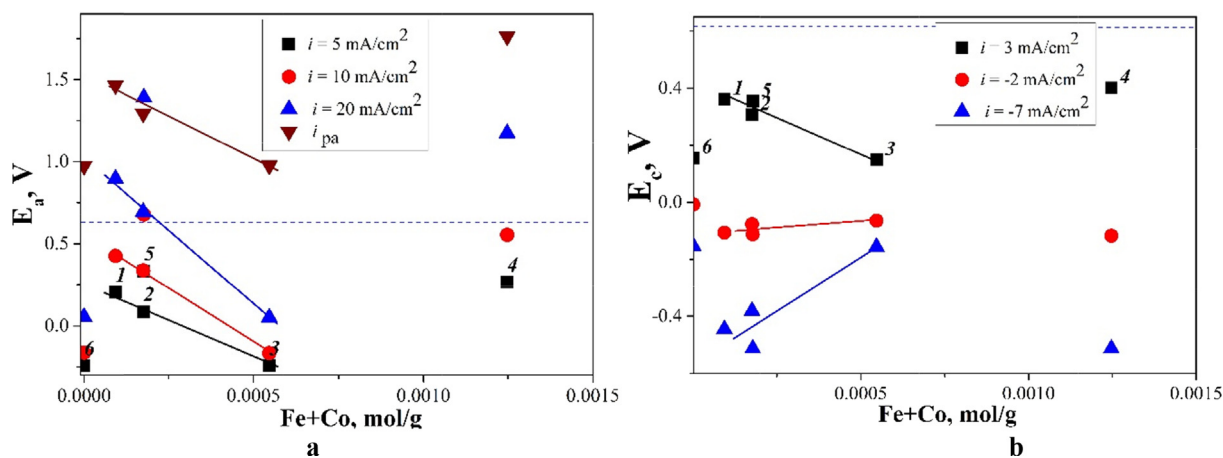 i = 5 mA/cm²
i = 10 mA/cm²
i = 20 mA/cm²
i pa
1.5
1.0
0.5
0.0
Eₐ, V
1
5
2
3
4
6
0.0000
0.0005
0.0010
0.0015
Fe+Co, mol/g
a
i = 3 mA/cm²
i = -2 mA/cm²
i = -7 mA/cm²
0.4
0.0
-0.4
E_c, V
1
5
2
3
4
6
0.0005
0.0010
0.0015
Fe+Co, mol/g
b